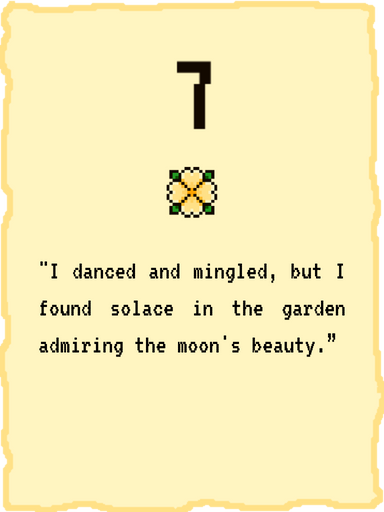 7
"I danced and mingled, but I
found solace in the garden
admiring the moon's beauty.”